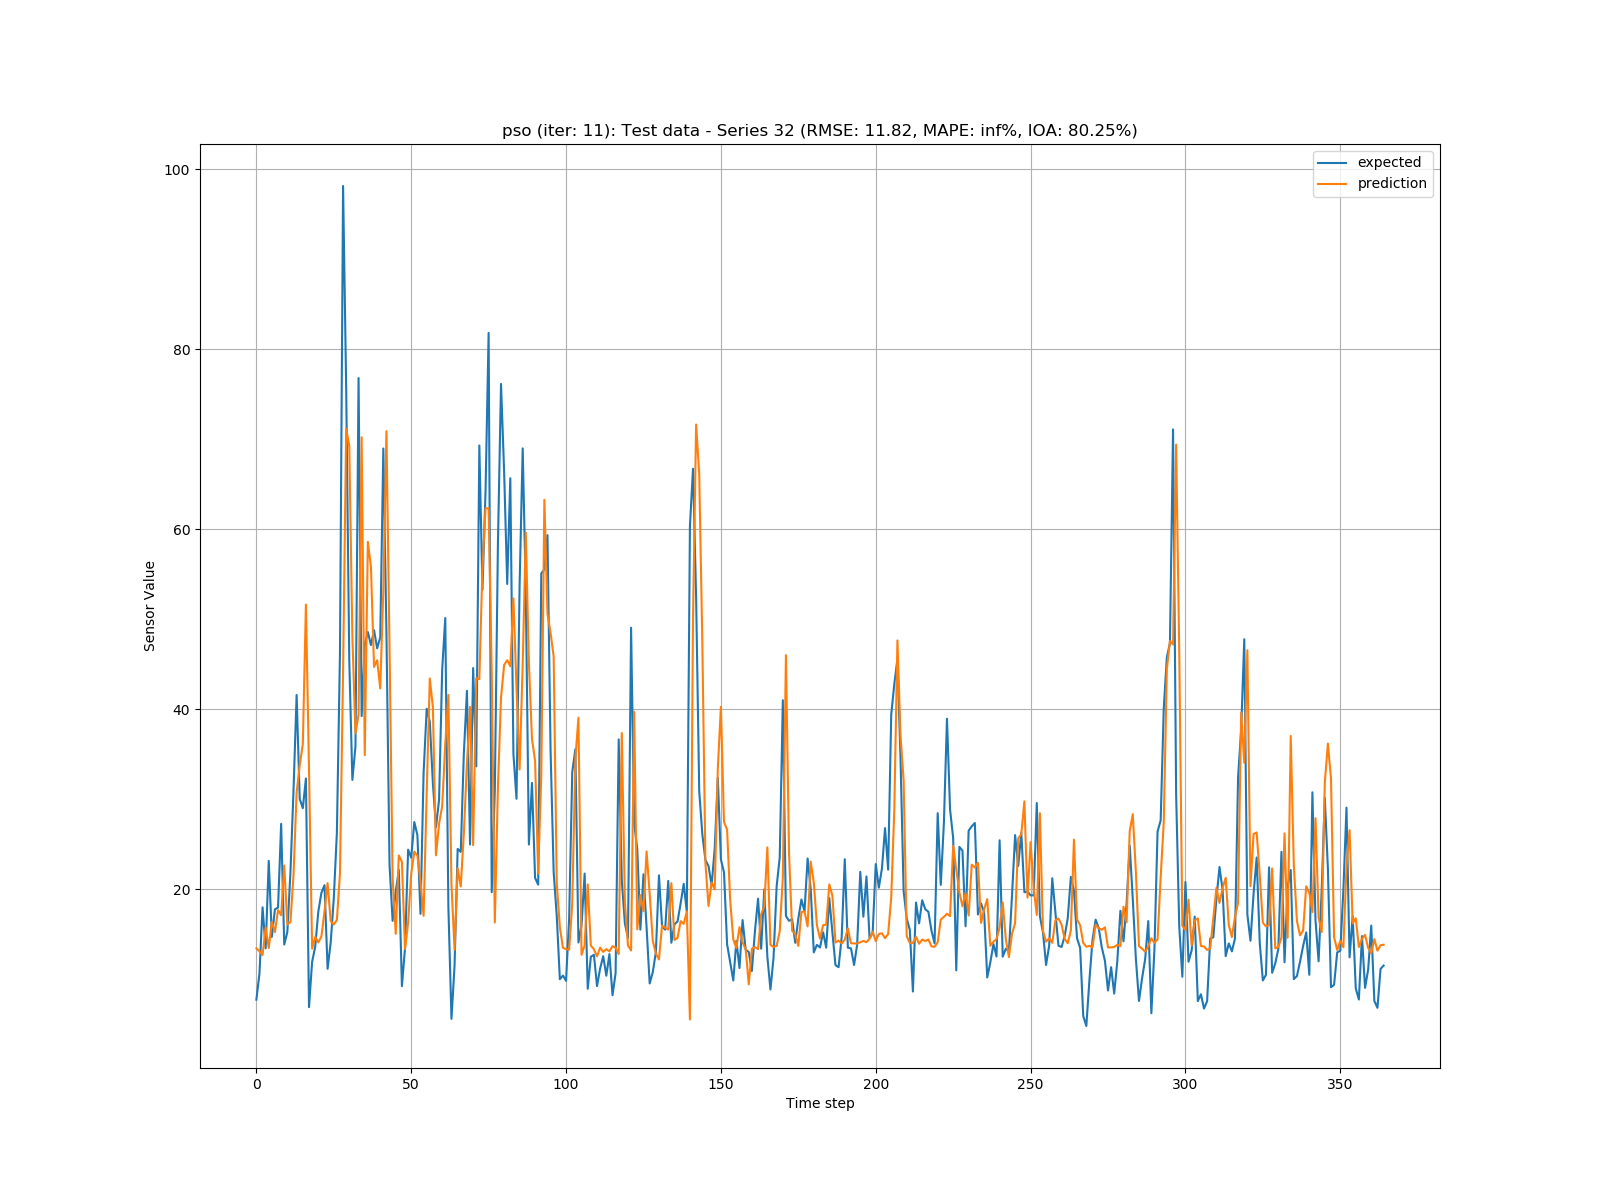 pso (iter: 11): Test data - Series 32 (RMSE: 11.82, MAPE: inf%, IOA: 80.25%)
expected
prediction
100
80
60
40
20
Sensor Value
0 50 100 150 200 250 300 350
Time step